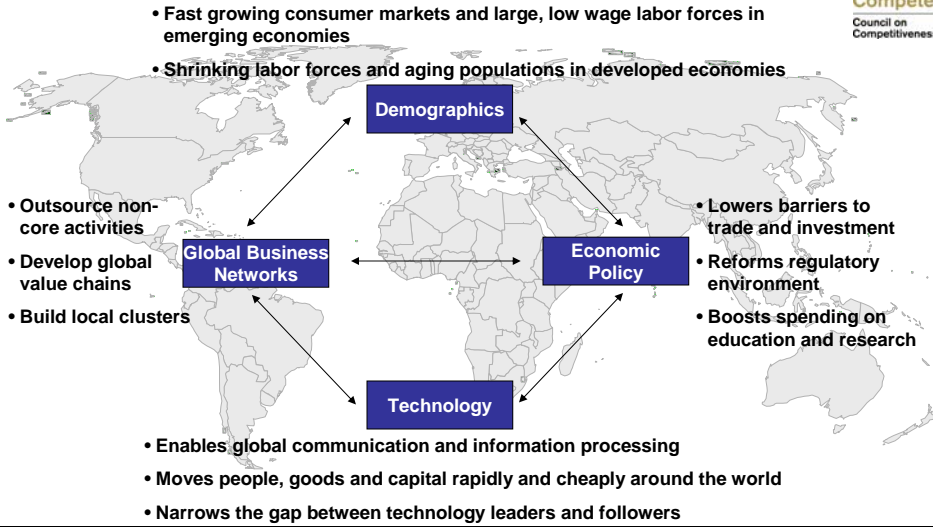 • Fast growing consumer markets and large, low wage labor forces in
emerging economies
• Shrinking labor forces and aging populations in developed economies
Council on
Competitiveness
Demographics
• Outsource non-
core activities
• Develop global
value chains
• Build local clusters
Global Business
Networks
Economic
Policy
• Lowers barriers to
trade and investment
• Reforms regulatory
environment
• Boosts spending on
education and research
Technology
• Enables global communication and information processing
• Moves people, goods and capital rapidly and cheaply around the world
• Narrows the gap between technology leaders and followers